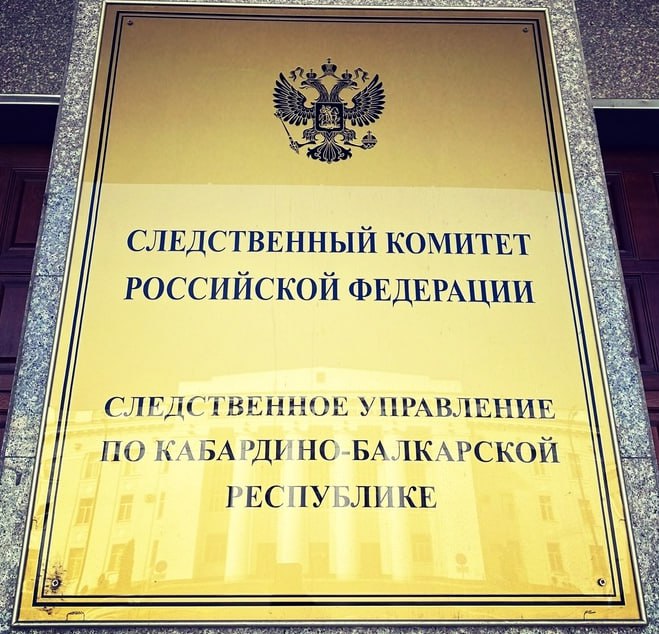 СЛЕДСТВЕННЫЙ КОМИТЕТ
РОССИЙСКОЙ ФЕДЕРАЦИИ
СЛЕДСТВЕННОЕ УПРАВЛЕНИЕ
ПО КАБАРДИНО-БАЛКАРСКОЙ
РЕСПУБЛИКЕ